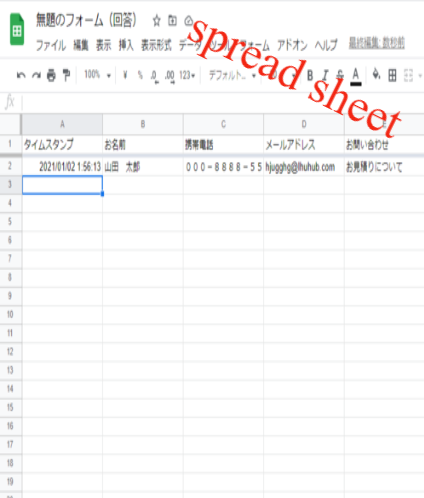 無題のフォーム（回答）
ファイル 編集 表示 挿入 表示形式 データ ツール フォーム アドオン ヘルプ 最終編集: 数秒前
spread sheet
100% ¥ % .0 .00 123 デフォルト... B I S A
fx
A B C D E
1 タイムスタンプ お名前 携帯電話 メールアドレス お問い合わせ
2 2021/01/02 1:56:13 山田　太郎 ０００－８８８８－５５ hjugghg@lhuhub.com お見積りについて
3
4
5
6
7
8
9
10
11
12
13
14
15
16
17
18
19